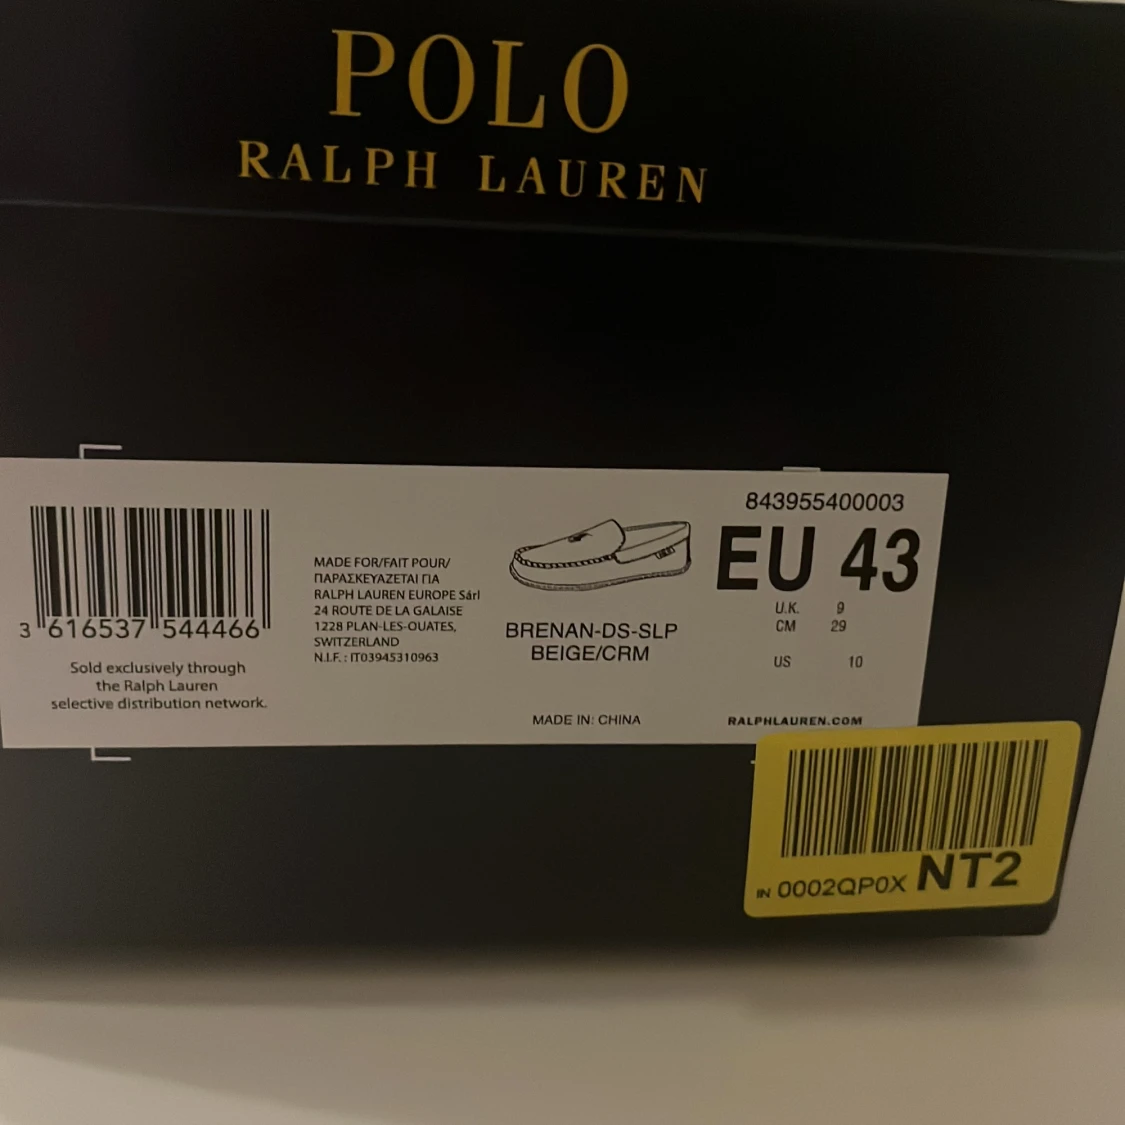 POLO
RALPH LAUREN
3 616537 544466
Sold exclusively through
the Ralph Lauren
selective distribution network.
MADE FOR/FAIT POUR/
ΠΑΡΑΣΚΕΥΑΖΕΤΑΙ ΓΙΑ
RALPH LAUREN EUROPE Sárl
24 ROUTE DE LA GALAISE
1228 PLAN-LES-OUATES,
SWITZERLAND
N.I.F. : IT03945310963
BRENAN-DS-SLP
BEIGE/CRM
MADE IN: CHINA
843955400003
EU 43
U.K. 9
CM 29
US 10
RALPHLAUREN.COM
IN 0002QP0X NT2